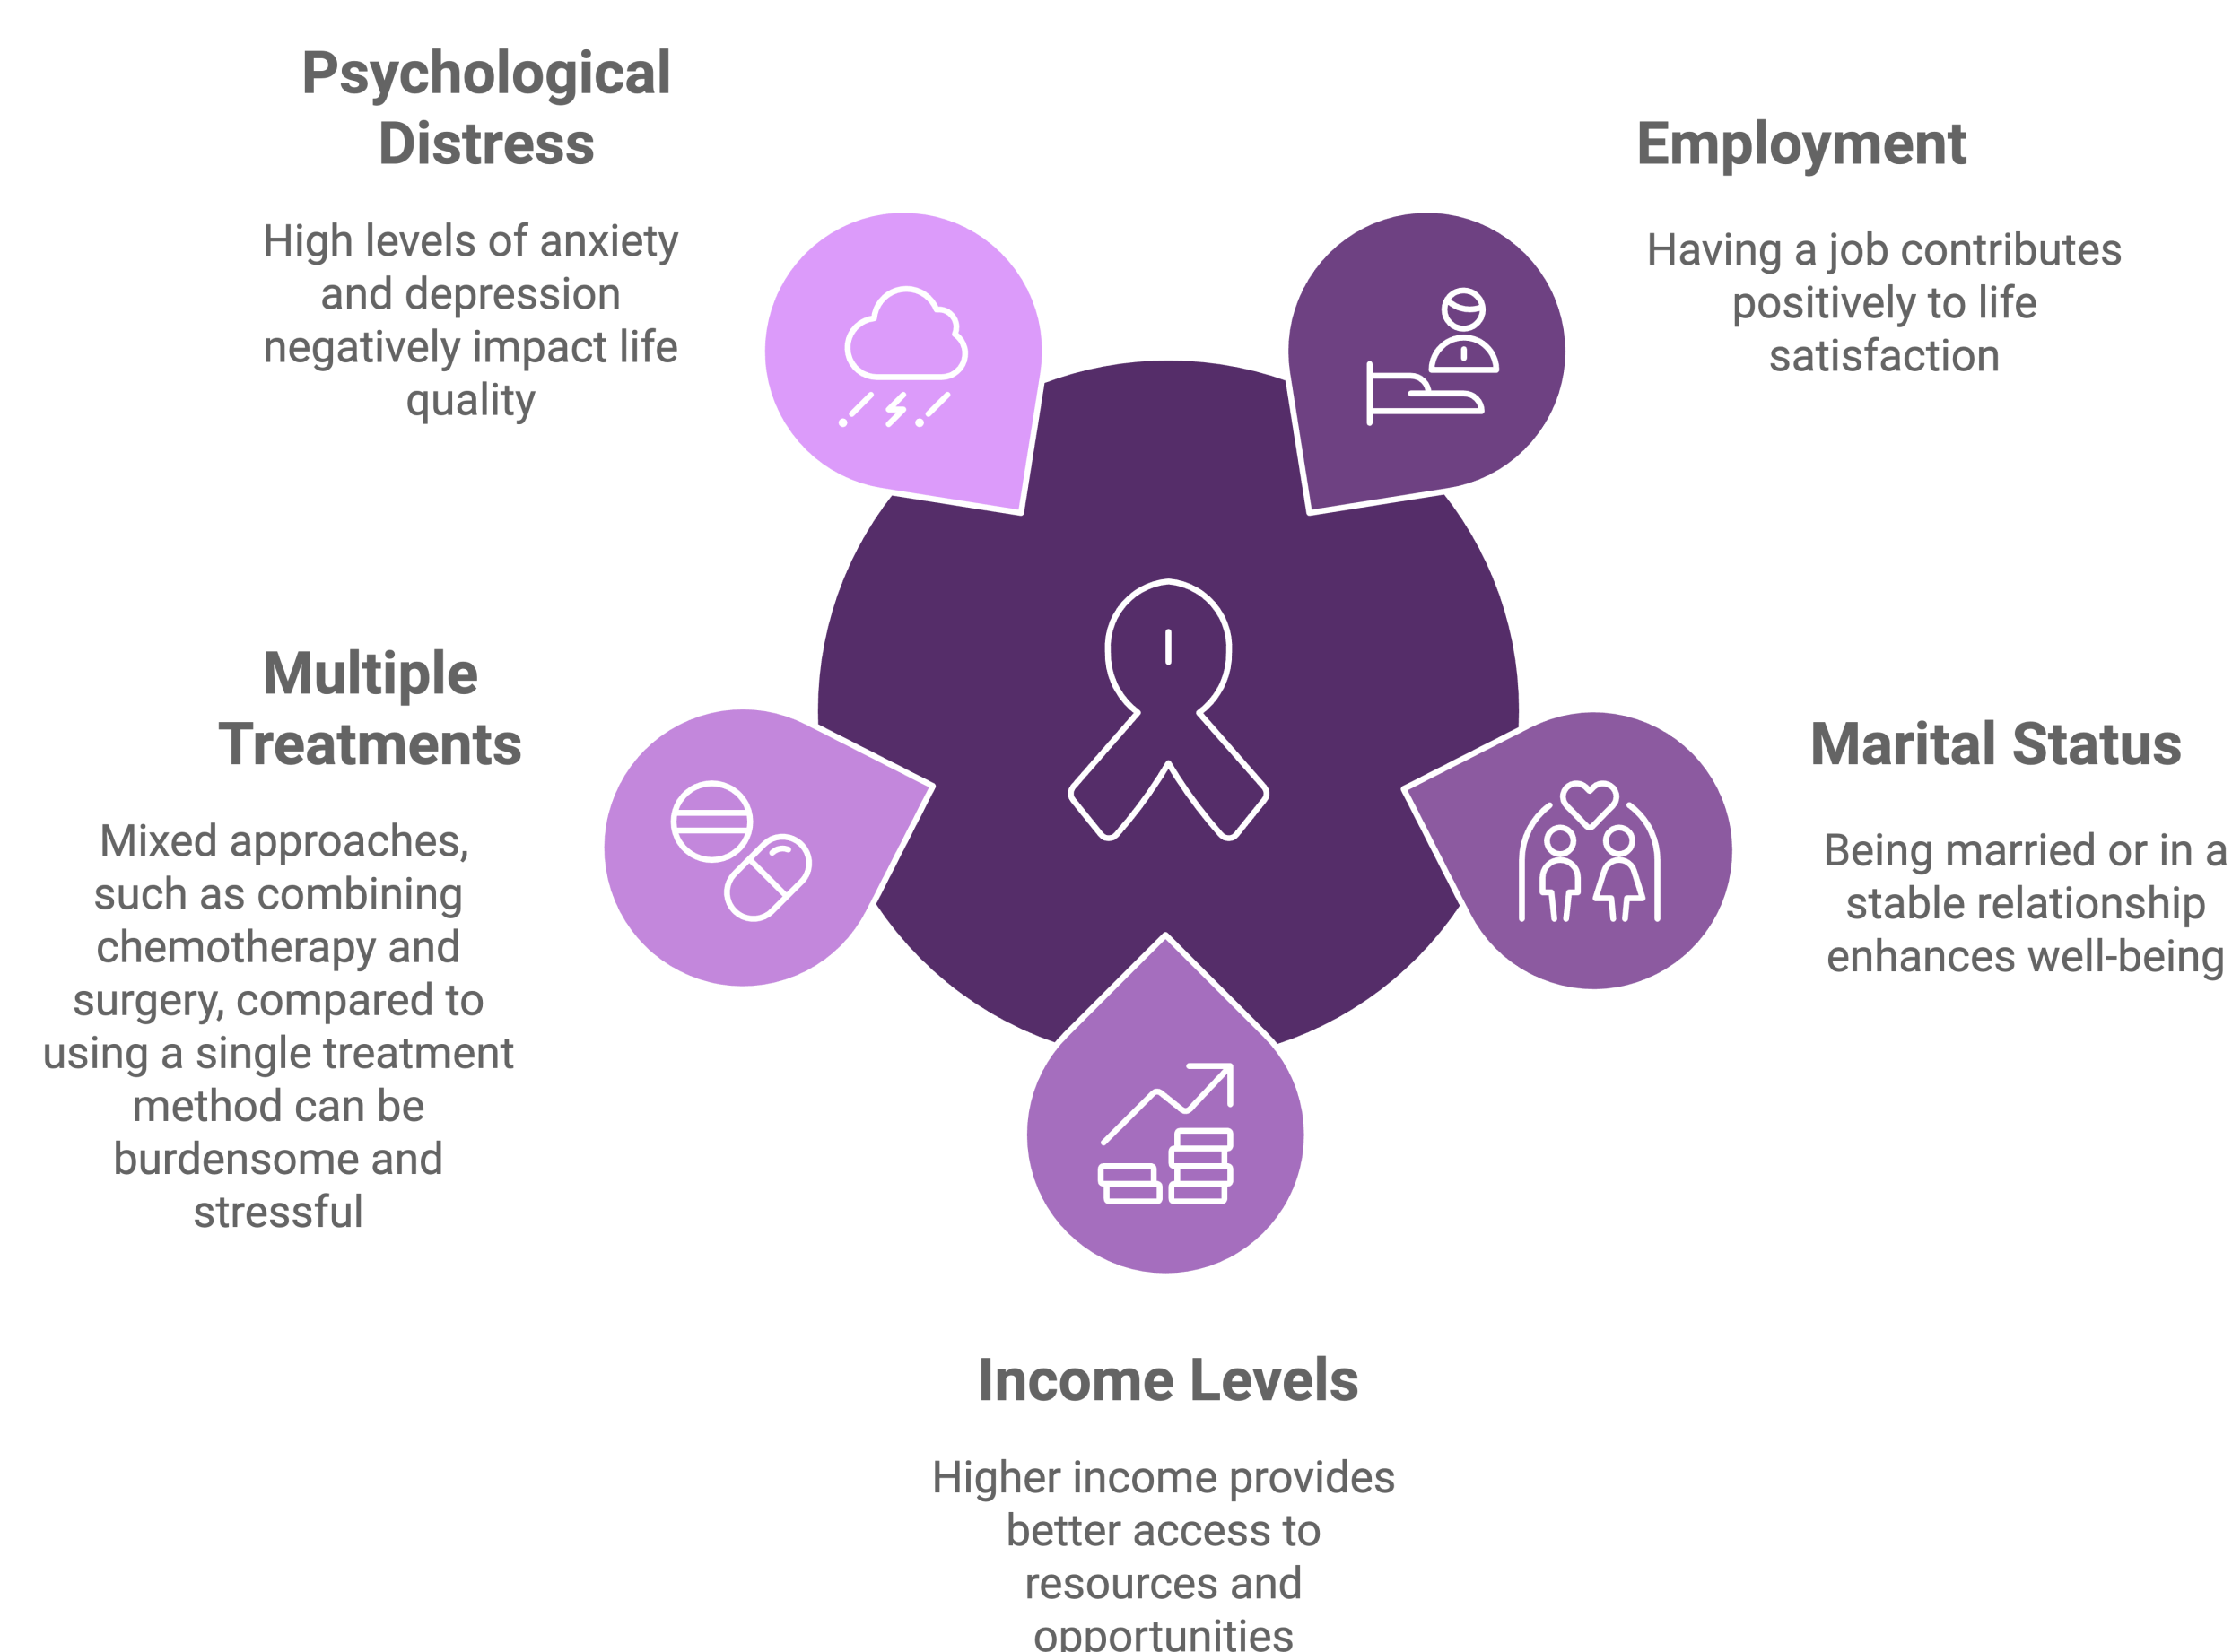 Psychological
Distress
High levels of anxiety
and depression
negatively impact life
quality
Employment
Having a job contributes
positively to life
satisfaction
Multiple
Treatments
Mixed approaches,
such as combining
chemotherapy and
surgery, compared to
using a single treatment
method can be
burdensome and
stressful
Marital Status
Being married or in a
stable relationship
enhances well-being
Income Levels
Higher income provides
better access to
resources and
opportunities